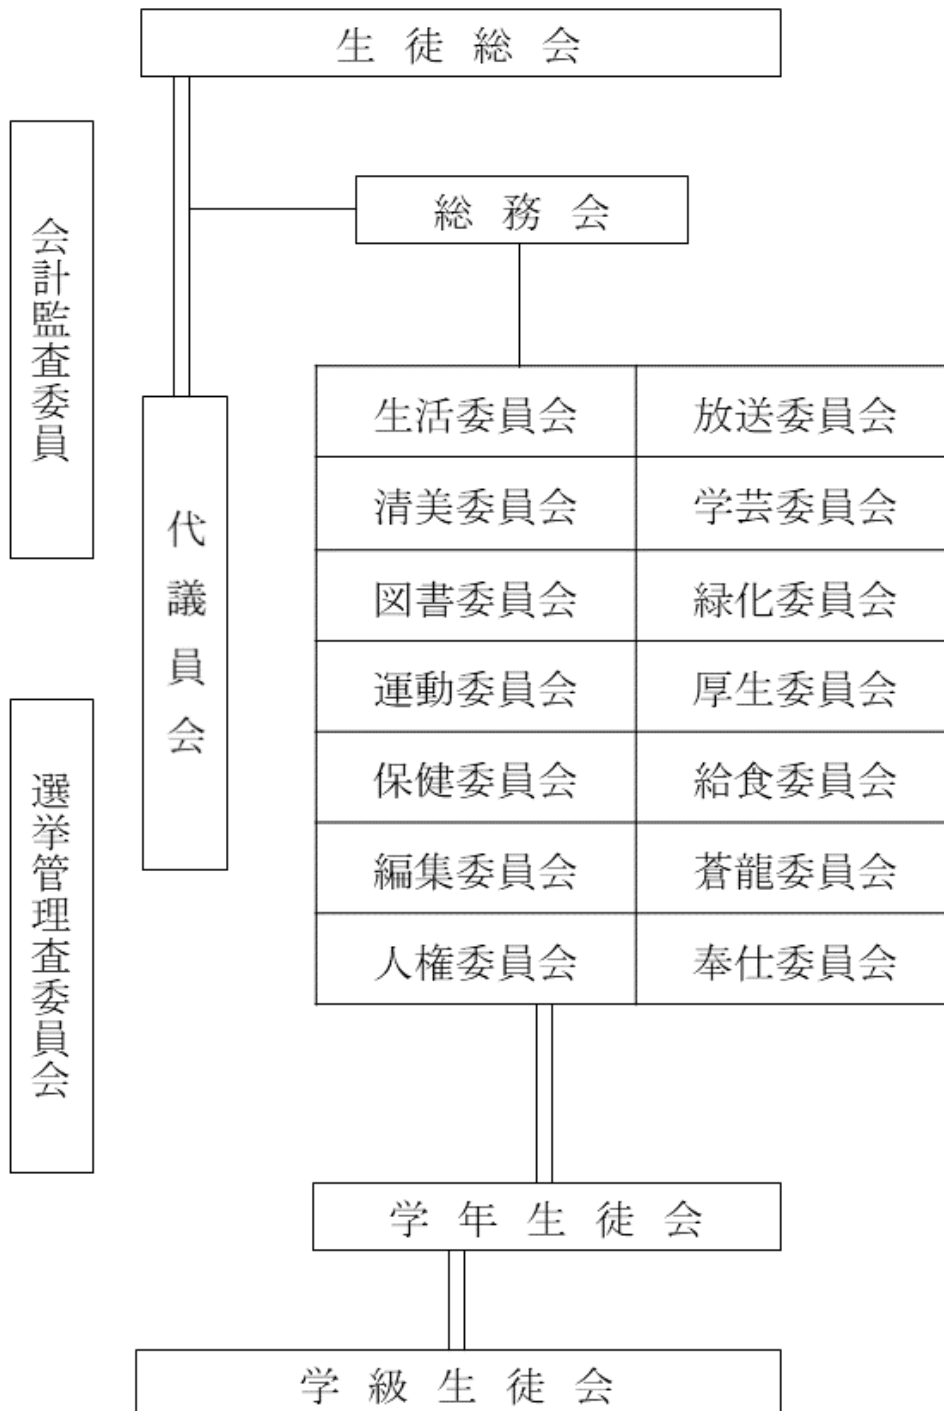 生徒総会
会計監査委員
総務会
代議員会
生活委員会 放送委員会
清美委員会 学芸委員会
図書委員会 緑化委員会
運動委員会 厚生委員会
保健委員会 給食委員会
編集委員会 蒼龍委員会
人権委員会 奉仕委員会
選挙管理査委員会
学年生徒会
学級生徒会